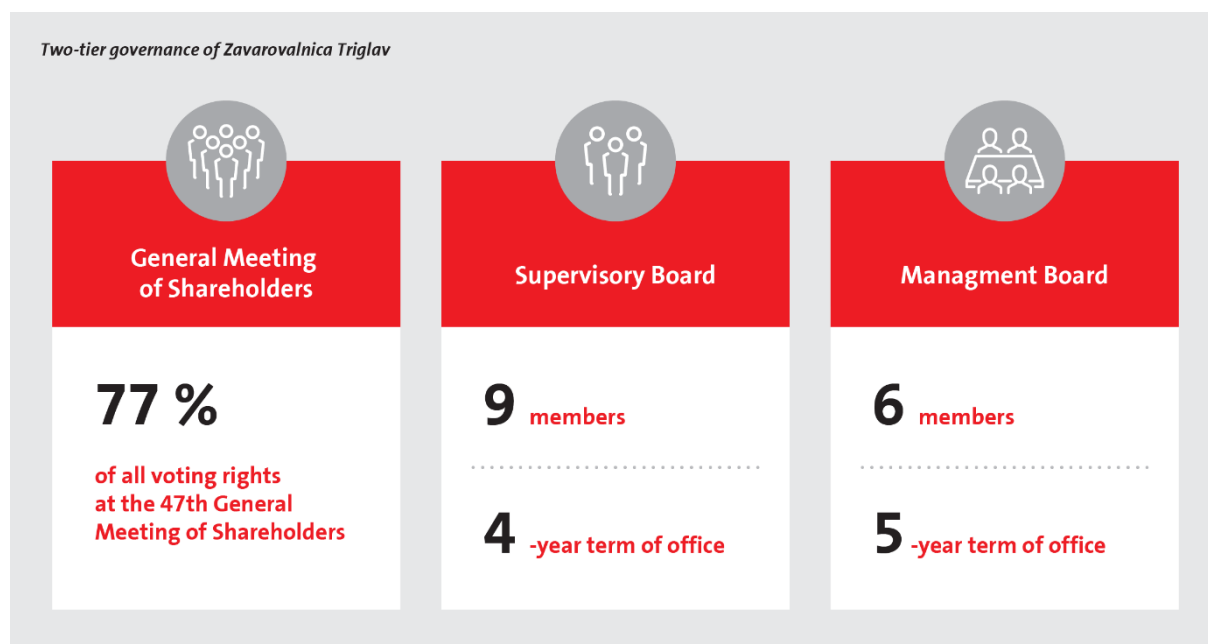 Two-tier governance of Zavarovalnica Triglav
General Meeting
of Shareholders
77 %
of all voting rights
at the 47th General
Meeting of Shareholders
Supervisory Board
9 members
4 -year term of office
Managment Board
6 members
5 -year term of office